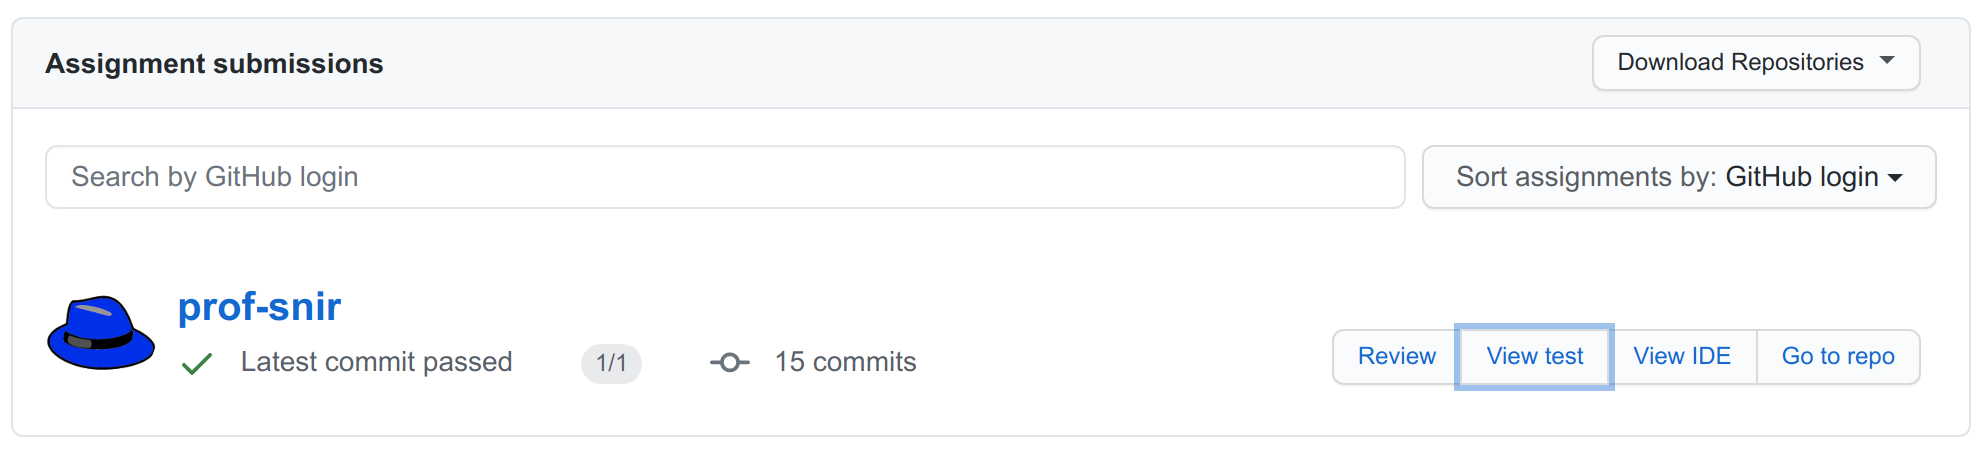 Assignment submissions Download Repositories
Search by GitHub login Sort assignments by: GitHub login
prof-snir
Latest commit passed 1/1 15 commits Review View test View IDE Go to repo